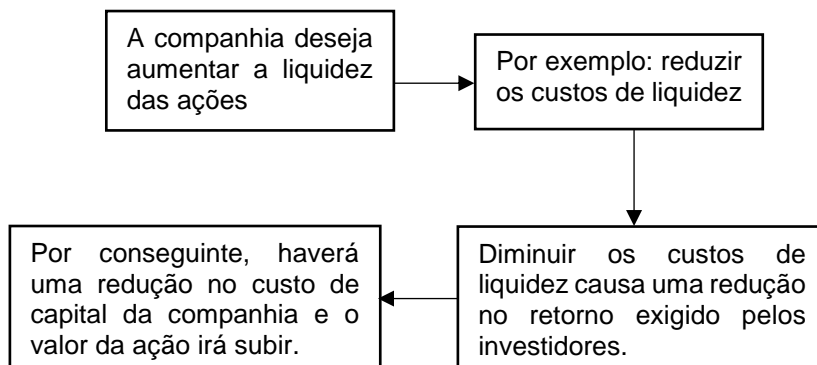 A companhia deseja
aumentar a liquidez
das ações
Por exemplo: reduzir
os custos de liquidez
Diminuir os custos de
liquidez causa uma redução
no retorno exigido pelos
investidores.
Por conseguinte, haverá
uma redução no custo de
capital da companhia e o
valor da ação irá subir.